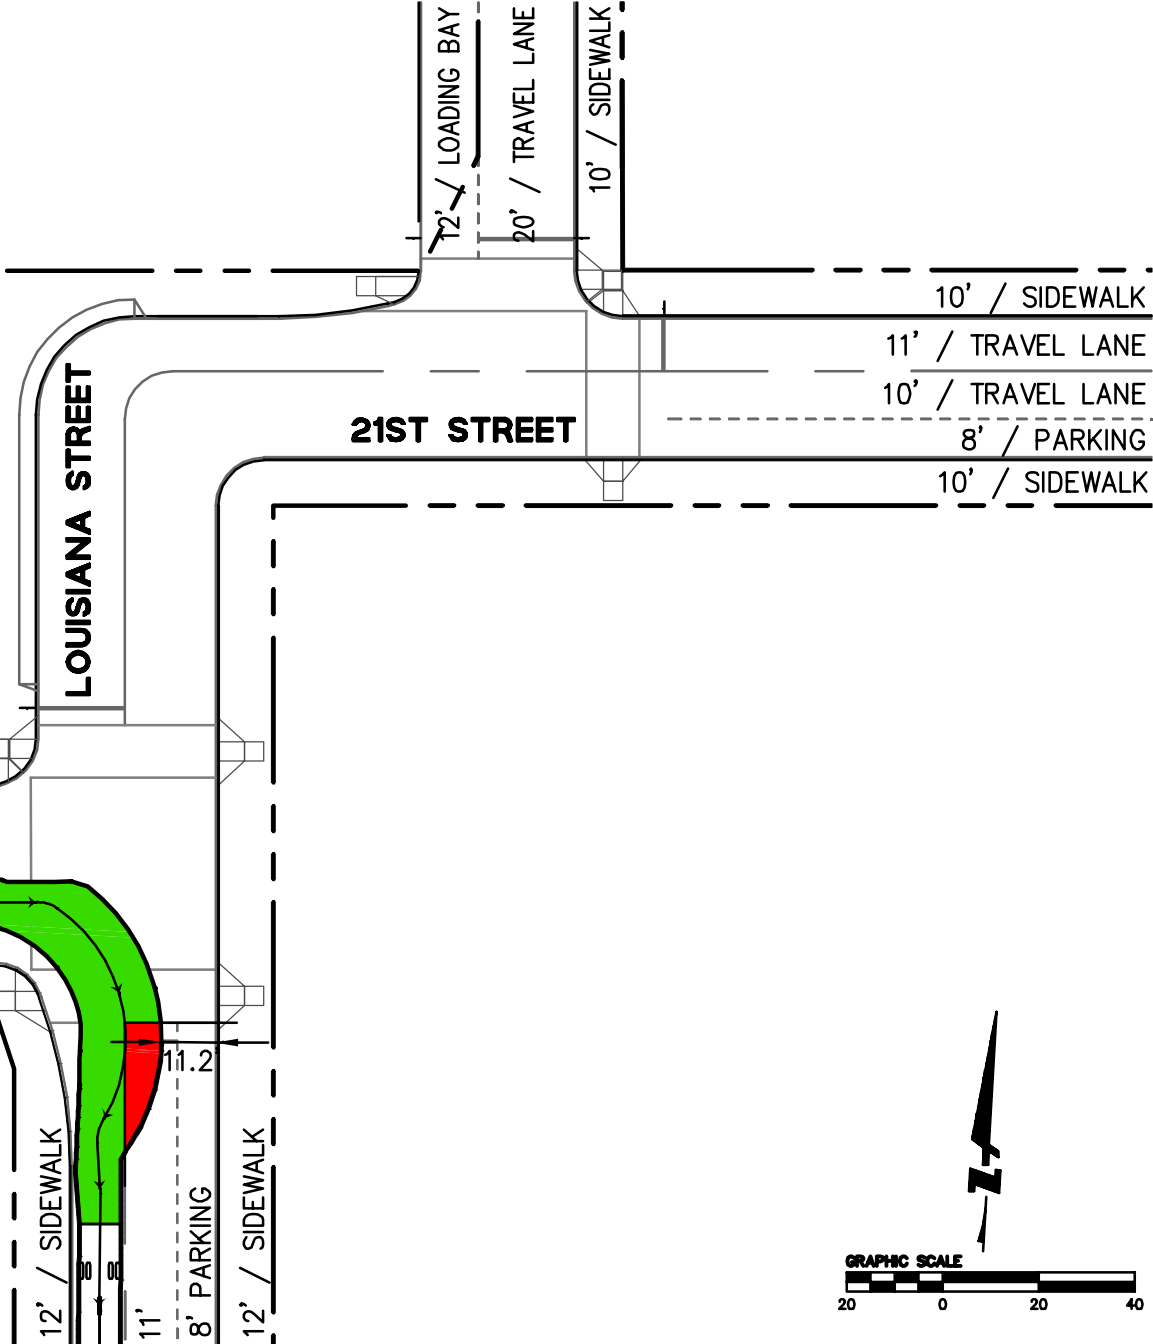 12' / LOADING BAY
20' / TRAVEL LANE
10' / SIDEWALK
10' / SIDEWALK
11' / TRAVEL LANE
10' / TRAVEL LANE
8' / PARKING
10' / SIDEWALK
21ST STREET
LOUISIANA STREET
11.2
12' / SIDEWALK
11'
8' PARKING
12' / SIDEWALK
N
GRAPHIC SCALE
20 0 20 40